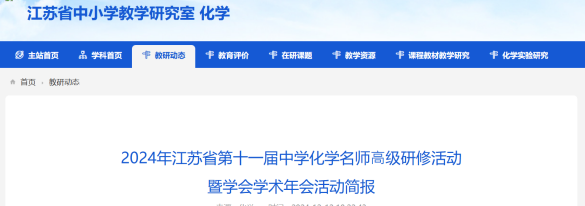 江苏省中小学教学研究室 化学
主站首页 学科首页 教研动态 教育评价 在研课题 教学资源 课程教材教学研究 化学实验研究
首页 › 教研动态
2024年江苏省第十一届中学化学名师高级研修活动
暨学会学术年会活动简报